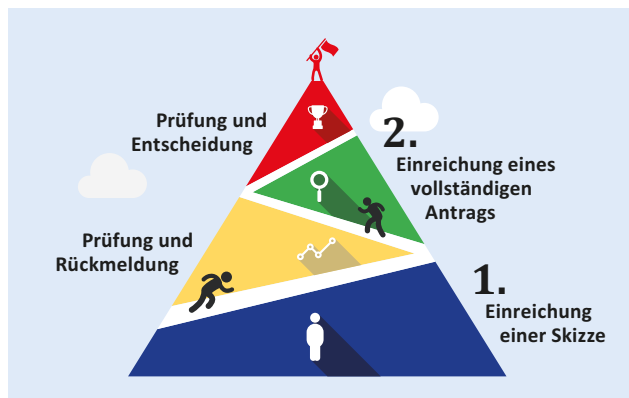 Prüfung und
Entscheidung
2.
Einreichung eines
vollständigen
Antrags
Prüfung und
Rückmeldung
1.
Einreichung
einer Skizze